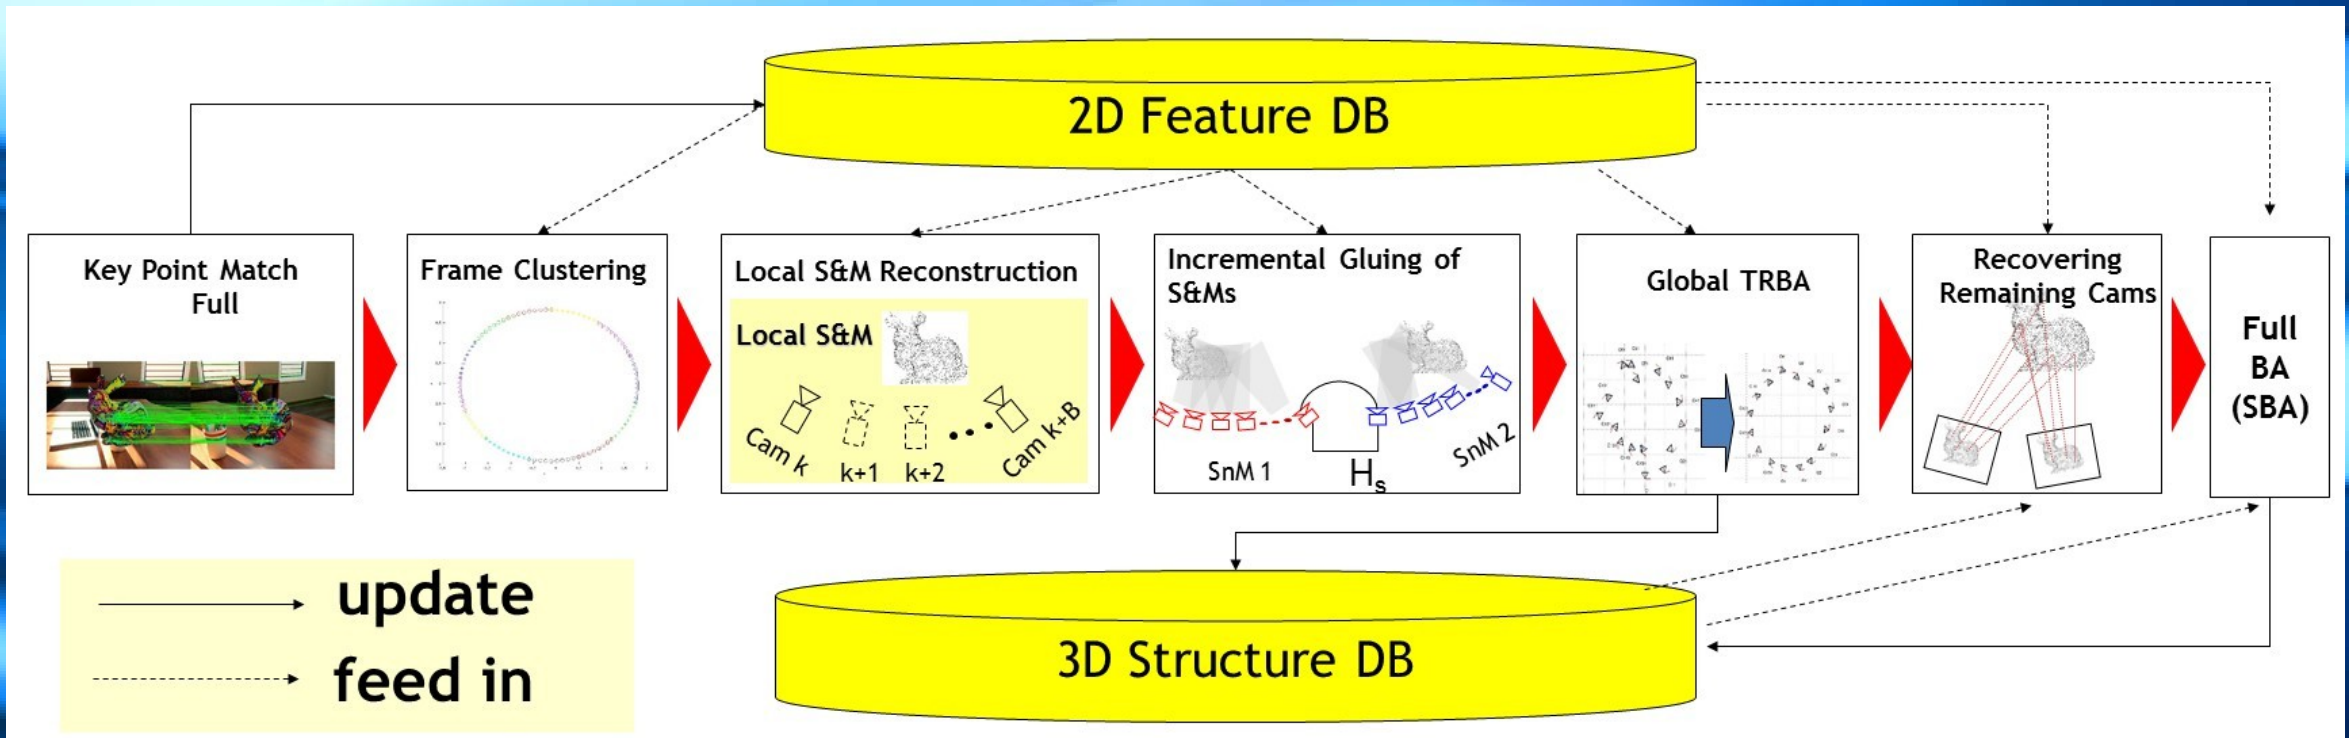 2D Feature DB
Key Point Match
Full
Frame Clustering
Local S&M Reconstruction
Local S&M
Cam k
k+1
k+2
Cam k+B
Incremental Gluing of
S&Ms
SnM 1
Hs
SnM 2
Global TRBA
Recovering
Remaining Cams
Full
BA
(SBA)
update
feed in
3D Structure DB